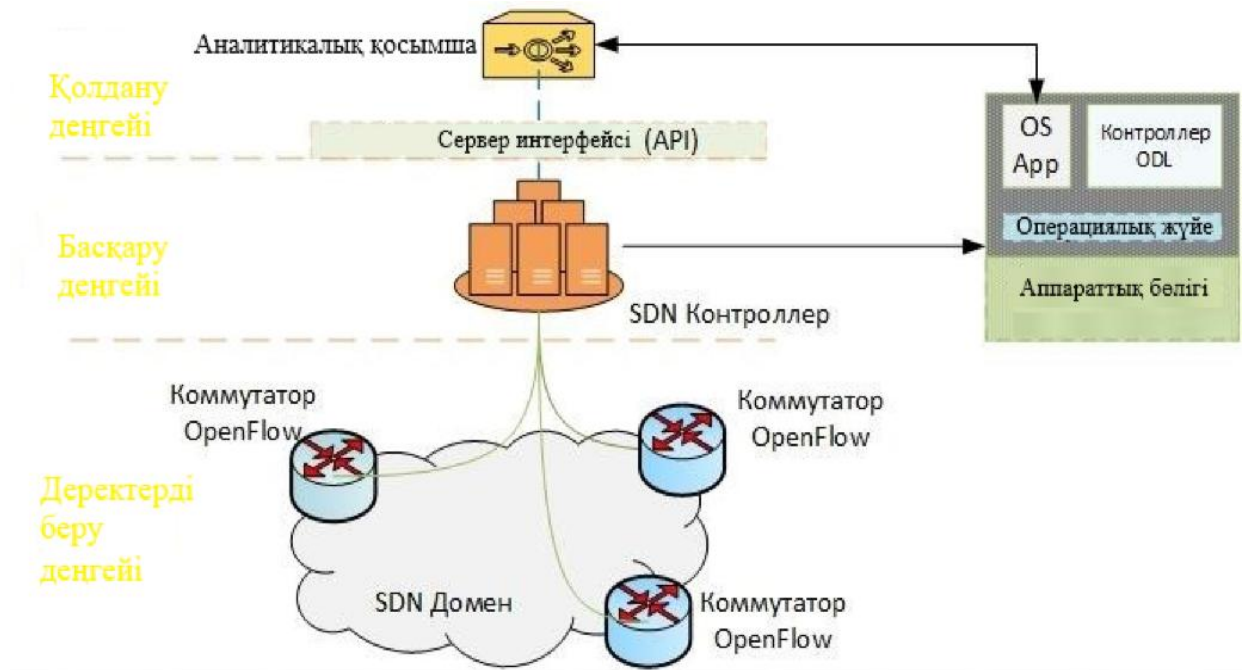 Аналитикалық қосымша
Қолдану
деңгейі
Сервер интерфейсі (API)
OS
App
Контроллер
ODL
Операциялық жүйе
Аппараттық бөлігі
Басқару
деңгейі
SDN Контроллер
Коммутатор
OpenFlow
Коммутатор
OpenFlow
Деректерді
беру
деңгейі
SDN Домен
Коммутатор
OpenFlow